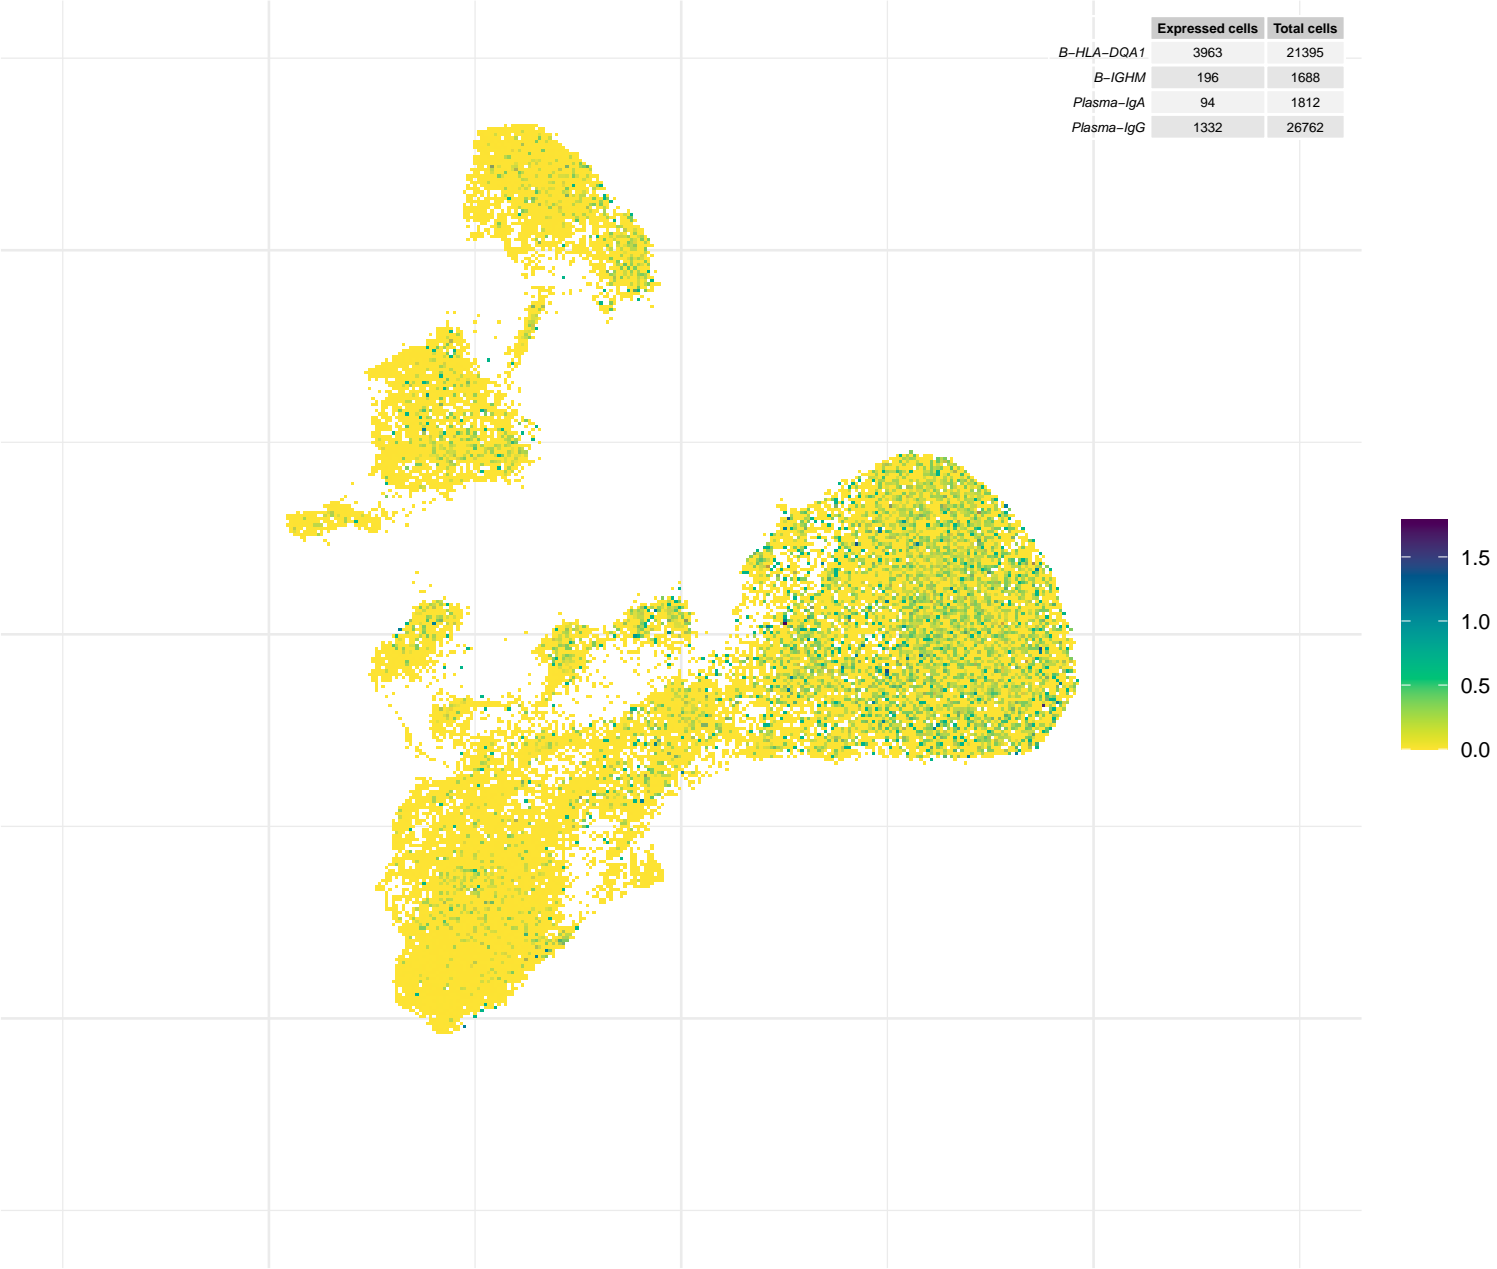 Expressed cells Total cells
B−HLA−DQA1 3963 21395
B−IGHM 196 1688
Plasma−IgA 94 1812
Plasma−IgG 1332 26762
1.5
1.0
0.5
0.0